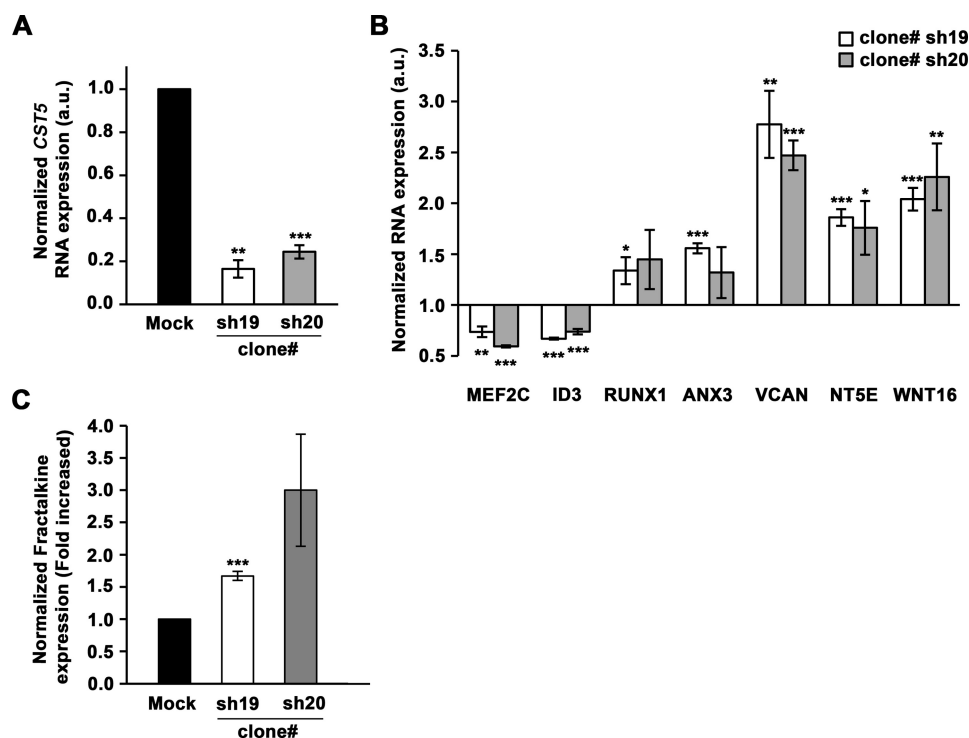 A
Normalized CST5
RNA expression (a.u.)
1.0
0.8
0.6
0.4
0.2
0.0
**
***
Mock
sh19
sh20
clone#
B
Normalized RNA expression (a.u.)
3.5
3.0
2.5
2.0
1.5
1.0
0.5
clone# sh19
clone# sh20
**
***
***
***
*
***
**
***
***
*
***
**
MEF2C ID3 RUNX1 ANX3 VCAN NT5E WNT16
C
Normalized Fractalkine
expression (Fold increased)
4.0
3.5
3.0
2.5
2.0
1.5
1.0
0.5
0.0
***
Mock
sh19
sh20
clone#